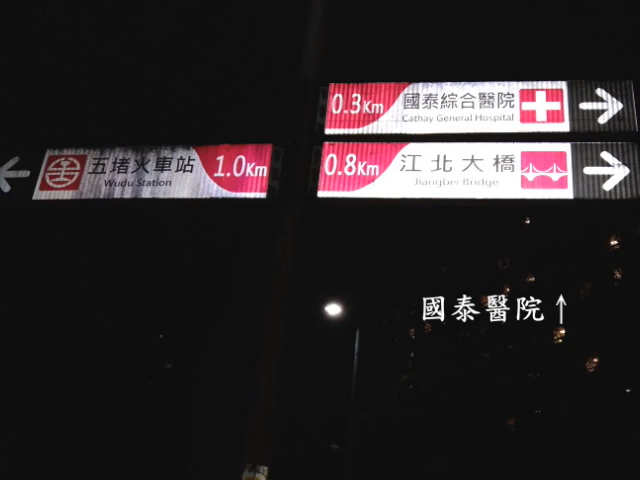 0.3Km 國泰綜合醫院
Cathay General Hospital
五堵火車站 1.0Km
Wudu Station
0.8Km 江北大橋
Jiangbei Bridge
國泰醫院↑